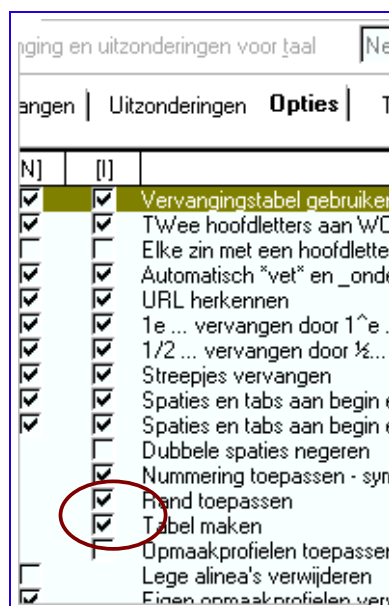 nging en uitzonderingen voor taal Ne
angen Uitzonderingen Opties T
N] [I]
Vervangingstabel gebruiken
TWee hoofdletters aan WO
Elke zin met een hoofdlette
Automatisch *vet* en _onde
URL herkennen
1e ... vervangen door 1^e .
1/2 ... vervangen door ½...
Streepjes vervangen
Spaties en tabs aan begin e
Spaties en tabs aan begin e
Dubbele spaties negeren
Nummering toepassen - sym
Rand toepassen
Tabel maken
Opmaakprofielen toepassen
Lege alinea's verwijderen
Eigen opmaakprofielen ver